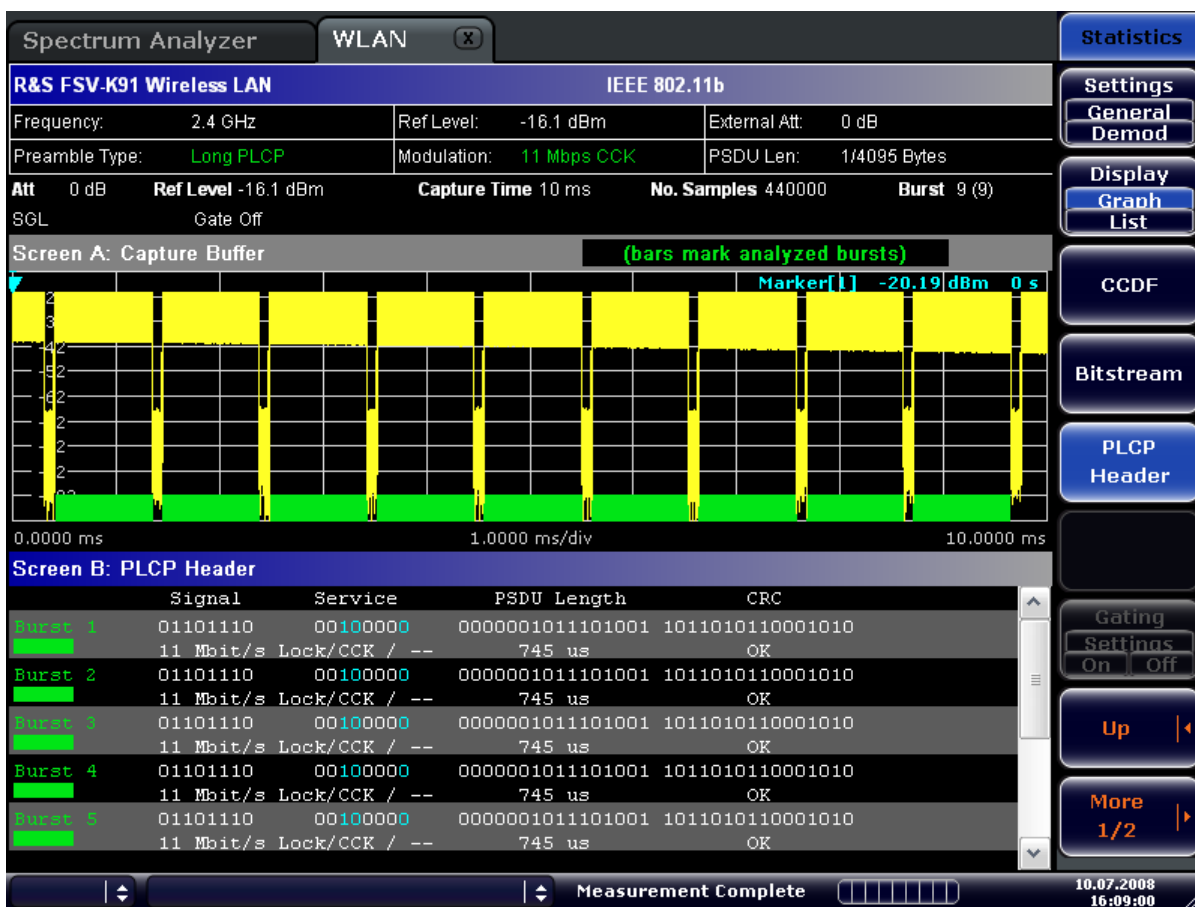 Spectrum Analyzer WLAN X Statistics
R&S FSV-K91 Wireless LAN IEEE 802.11b
Frequency: 2.4 GHz Ref Level: -16.1 dBm External Att: 0 dB
Preamble Type: Long PLCP Modulation: 11 Mbps CCK PSDU Len: 1/4095 Bytes
Att 0 dB Ref Level -16.1 dBm Capture Time 10 ms No. Samples 440000 Burst 9 (9)
SGL Gate Off
Screen A: Capture Buffer (bars mark analyzed bursts)
Marker[1] -20.19 dBm 0 s
0.0000 ms 1.0000 ms/div 10.0000 ms
Screen B: PLCP Header
Signal Service PSDU Length CRC
Burst 1 01101110 00100000 0000001011101001 1011010110001010
11 Mbit/s Lock/CCK / -- 745 us OK
Burst 2 01101110 00100000 0000001011101001 1011010110001010
11 Mbit/s Lock/CCK / -- 745 us OK
Burst 3 01101110 00100000 0000001011101001 1011010110001010
11 Mbit/s Lock/CCK / -- 745 us OK
Burst 4 01101110 00100000 0000001011101001 1011010110001010
11 Mbit/s Lock/CCK / -- 745 us OK
Burst 5 01101110 00100000 0000001011101001 1011010110001010
11 Mbit/s Lock/CCK / -- 745 us OK
Settings
General
Demod
Display
Graph
List
CCDF
Bitstream
PLCP
Header
Gating
Settings
On Off
Up
More
1/2
Measurement Complete
10.07.2008
16:09:00